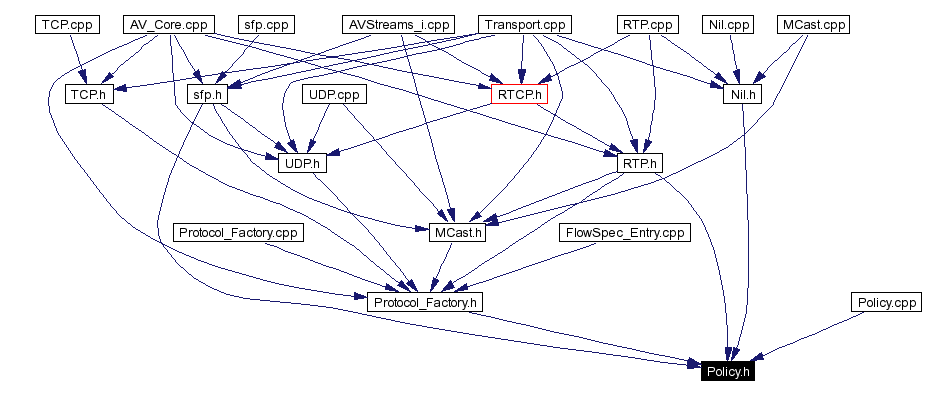 TCP.cpp
AV_Core.cpp
sfp.cpp
AVStreams_i.cpp
Transport.cpp
RTP.cpp
Nil.cpp
MCast.cpp
TCP.h
sfp.h
UDP.cpp
RTCP.h
Nil.h
UDP.h
RTP.h
Protocol_Factory.cpp
MCast.h
FlowSpec_Entry.cpp
Protocol_Factory.h
Policy.cpp
Policy.h